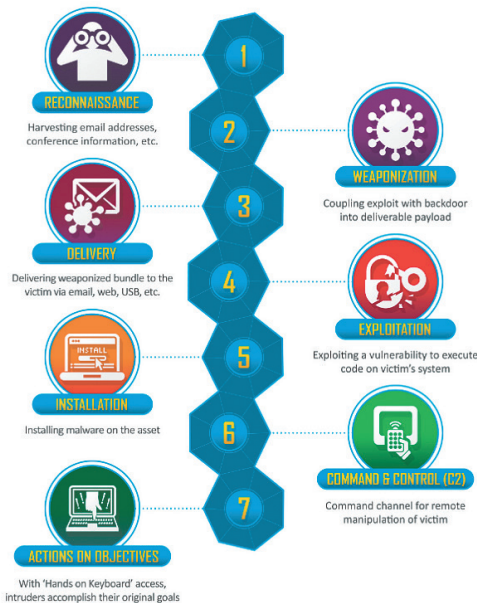 1
RECONNAISSANCE
Harvesting email addresses,
conference information, etc.
2
WEAPONIZATION
Coupling exploit with backdoor
into deliverable payload
3
DELIVERY
Delivering weaponized bundle to the
victim via email, web, USB, etc.
4
EXPLOITATION
Exploiting a vulnerability to execute
code on victim's system
5
INSTALL
INSTALLATION
Installing malware on the asset
6
COMMAND & CONTROL (C2)
Command channel for remote
manipulation of victim
7
ACTIONS ON OBJECTIVES
With 'Hands on Keyboard' access,
intruders accomplish their original goals